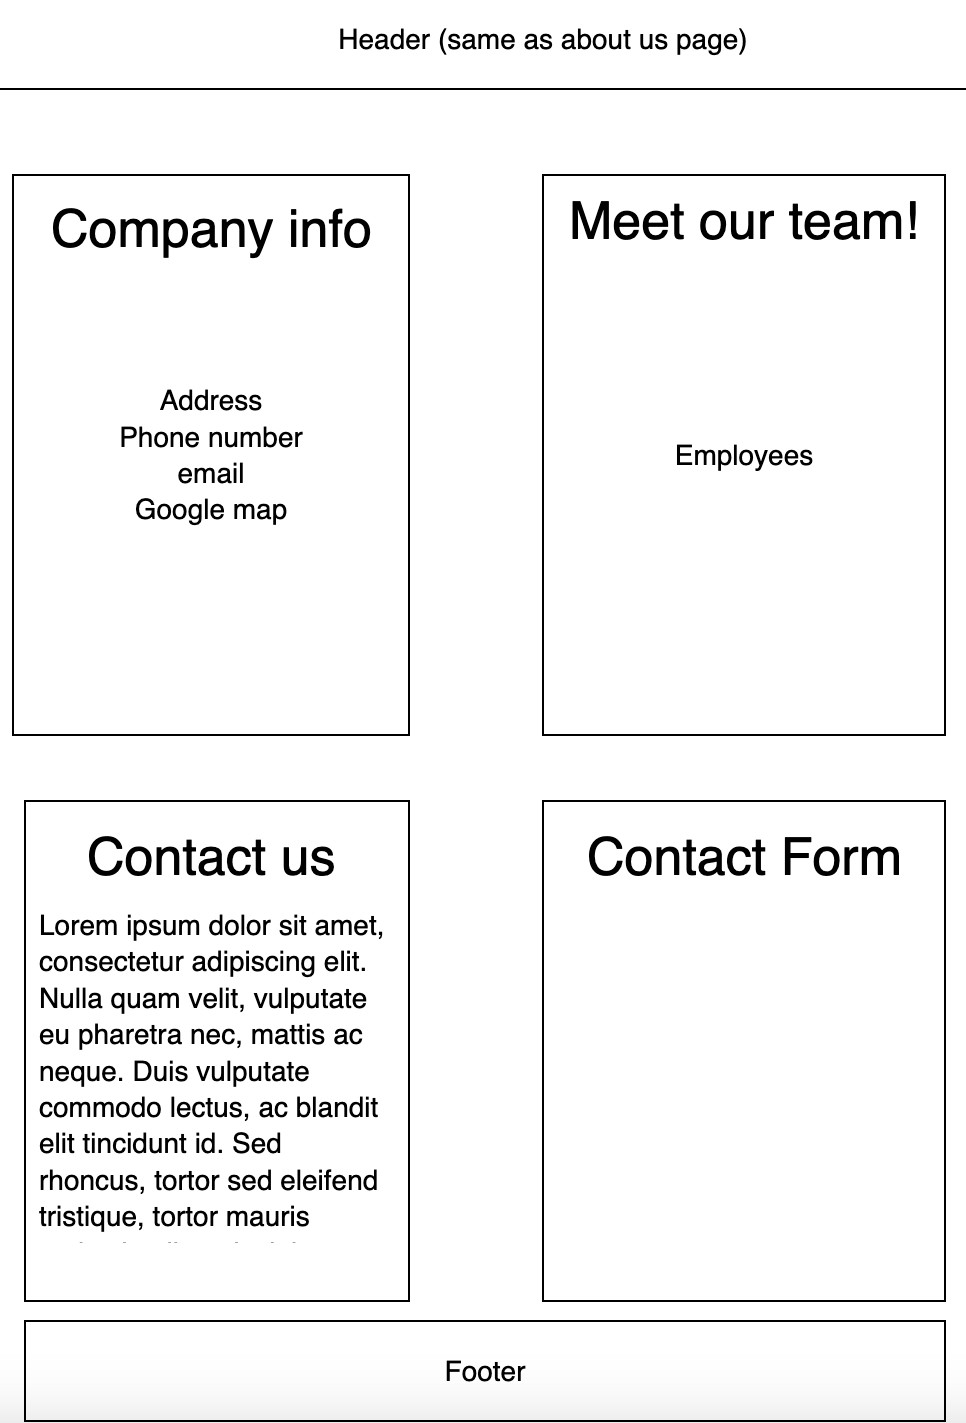 Header (same as about us page)
Company info
Address
Phone number
email
Google map
Meet our team!
Employees
Contact us
Lorem ipsum dolor sit amet,
consectetur adipiscing elit.
Nulla quam velit, vulputate
eu pharetra nec, mattis ac
neque. Duis vulputate
commodo lectus, ac blandit
elit tincidunt id. Sed
rhoncus, tortor sed eleifend
tristique, tortor mauris
Contact Form
Footer